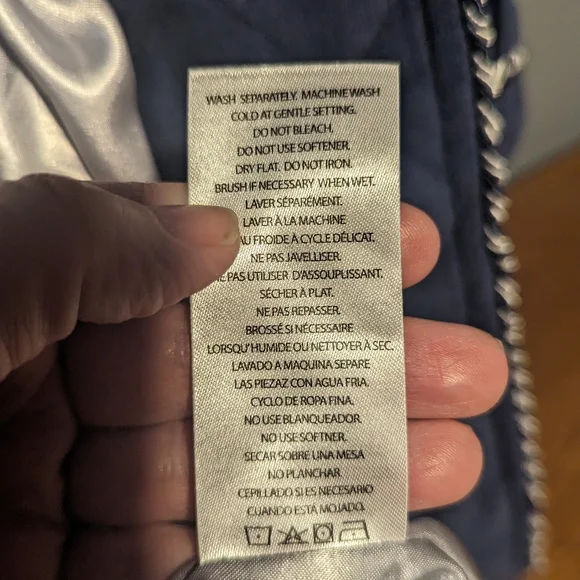 WASH SEPARATELY. MACHINE WASH
COLD AT GENTLE SETTING.
DO NOT BLEACH.
DO NOT USE SOFTENER.
DRY FLAT. DO NOT IRON.
BRUSH IF NECESSARY WHEN WET.
LAVER SÉPARÉMENT.
LAVER À LA MACHINE
FROIDE À CYCLE DÉLICAT.
NE PAS JAVELLISER.
PAS UTILISER D'ASSOUPLISSANT.
SÉCHER À PLAT.
NE PAS REPASSER.
BROSSÉ SI NÉCESSAIRE
LORSQU'HUMIDE OU NETTOYER À SEC.
LAVADO A MAQUINA SEPARE
LAS PIEZAZ CON AGUA FRIA.
CYCLO DE ROPA FINA.
NO USE BLANQUEADOR.
NO USE SOFTNER.
SECAR SOBRE UNA MESA
NO PLANCHAR
CEPILLADO SI ES NECESARIO
CUANDO ESTÁ MOJADO.